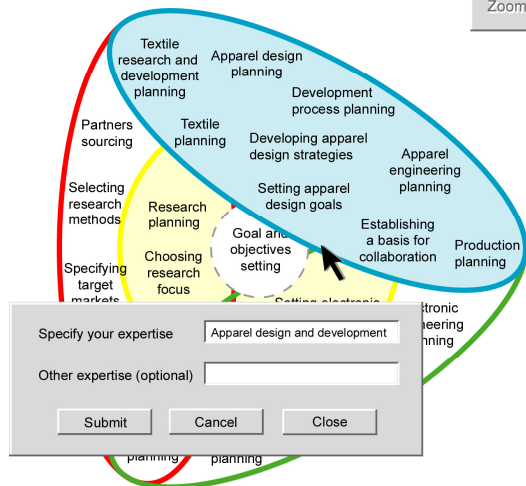 Zoom
Textile
research and
development
planning
Apparel design
planning
Development
process planning
Partners
sourcing
Textile
planning
Developing apparel
design strategies
Apparel
engineering
planning
Selecting
research
methods
Setting apparel
design goals
Research
planning
Goal and
objectives
setting
Establishing
a basis for
collaboration
Production
planning
Choosing
research
focus
Specifying
target
markets
Setting electronic
ctronic
neering
nning
Specify your expertise
Apparel design and development
Other expertise (optional)
Submit
Cancel
Close
planning
planning